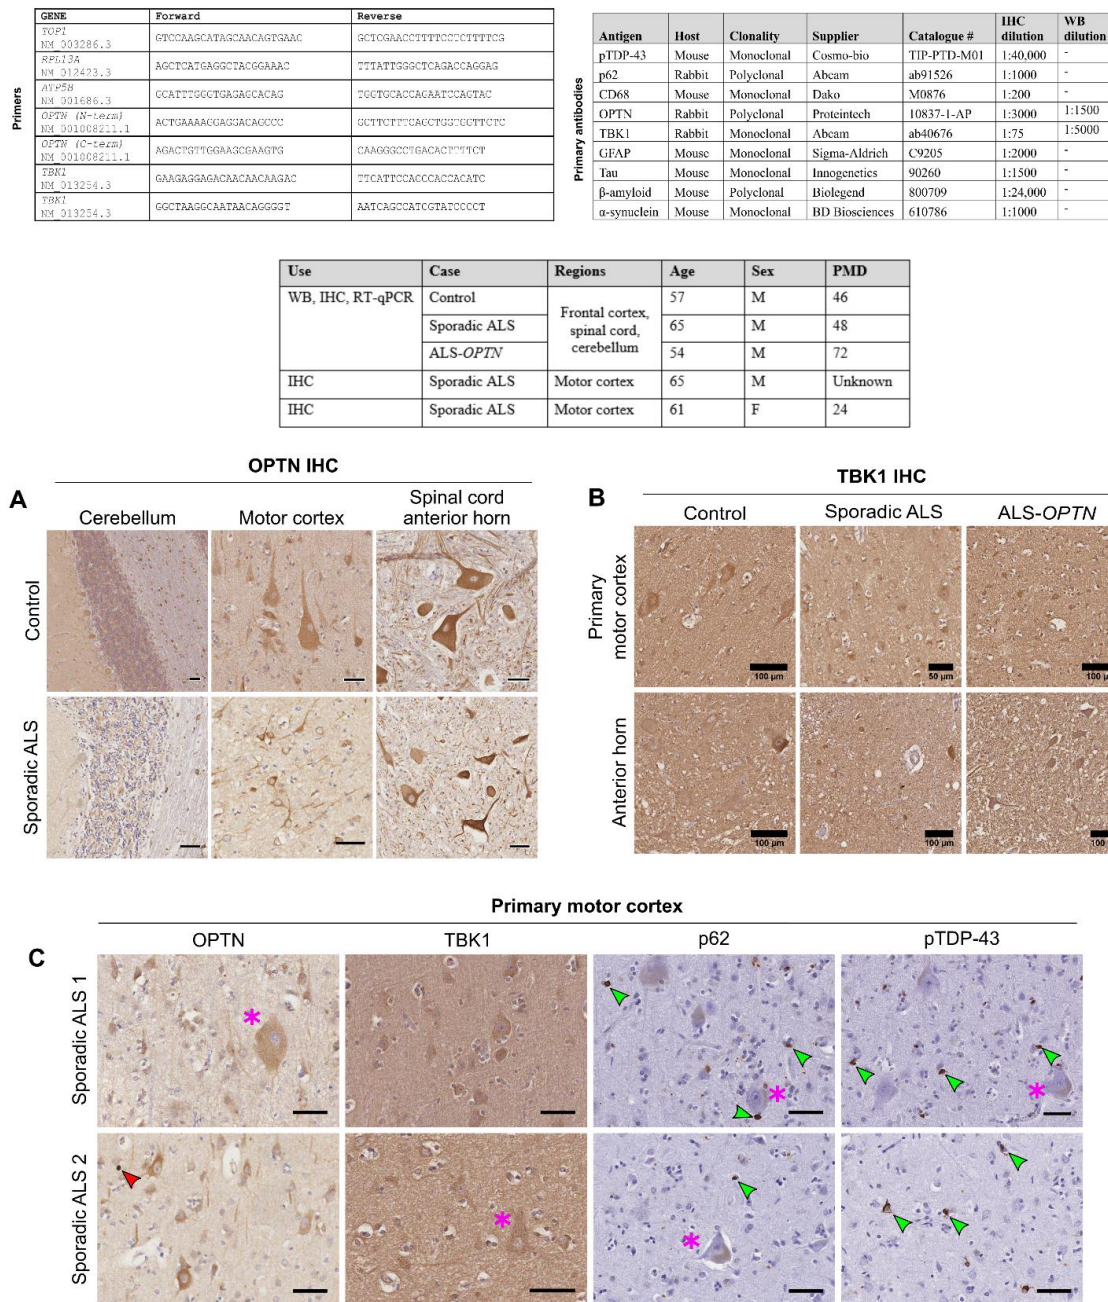 Primers
GENE Forward Reverse
TOP1
NM_003286.3 GTCCAAGCATAGCAACAGTGAAC GCTCGAACCTTTTCCTCTTTTCG
RPL13A
NM_012423.3 AGCTCATGAGGCTACGGAAAC TTTATTGGGCTCAGACCAGGAG
ATP5B
NM_001686.3 GCATTTGGGTGAGAGCACAG TGGTGCACCAGAATCCAGTAC
OPTN (N-term)
NM_001008211.1 ACTGAAAAGGAGGACAGCCC GCTTCTTTCAGCTGGTGCTTCTC
OPTN (C-term)
NM_001008211.1 AGACTGTTGGAAGCGAAGTG CAAGGGCCTGACACTTTTCT
TBK1
NM_013254.3 GAAGAGGAGACAACAACAAGAC TTCATTCCACCCACCACATC
TBK1
NM_013254.3 GGCTAAGGCAATAACAGGGGT AATCAGCCATCGTATCCCCT
Primary antibodies
Antigen Host Clonality Supplier Catalogue # IHC dilution WB dilution
pTDP-43 Mouse Monoclonal Cosmo-bio TIP-PTD-M01 1:40,000 -
p62 Rabbit Polyclonal Abcam ab91526 1:1000 -
CD68 Mouse Monoclonal Dako M0876 1:200 -
OPTN Rabbit Polyclonal Proteintech 10837-1-AP 1:3000 1:1500
TBK1 Rabbit Monoclonal Abcam ab40676 1:75 1:5000
GFAP Mouse Monoclonal Sigma-Aldrich C9205 1:2000 -
Tau Mouse Monoclonal Innogenetics 90260 1:1500 -
β-amyloid Mouse Polyclonal Biolegend 800709 1:24,000 -
α-synuclein Mouse Monoclonal BD Biosciences 610786 1:1000 -
Use Case Regions Age Sex PMD
WB, IHC, RT-qPCR Control Frontal cortex, spinal cord, cerebellum 57 M 46
Sporadic ALS 65 M 48
ALS-OPTN 54 M 72
IHC Sporadic ALS Motor cortex 65 M Unknown
IHC Sporadic ALS Motor cortex 61 F 24
A
OPTN IHC
Cerebellum Motor cortex Spinal cord anterior horn
Control
Sporadic ALS
B
TBK1 IHC
Control Sporadic ALS ALS-OPTN
Primary motor cortex
100 µm 50 µm 100 µm
Anterior horn
100 µm 100 µm 100
C
Primary motor cortex
OPTN TBK1 p62 pTDP-43
Sporadic ALS 1
Sporadic ALS 2